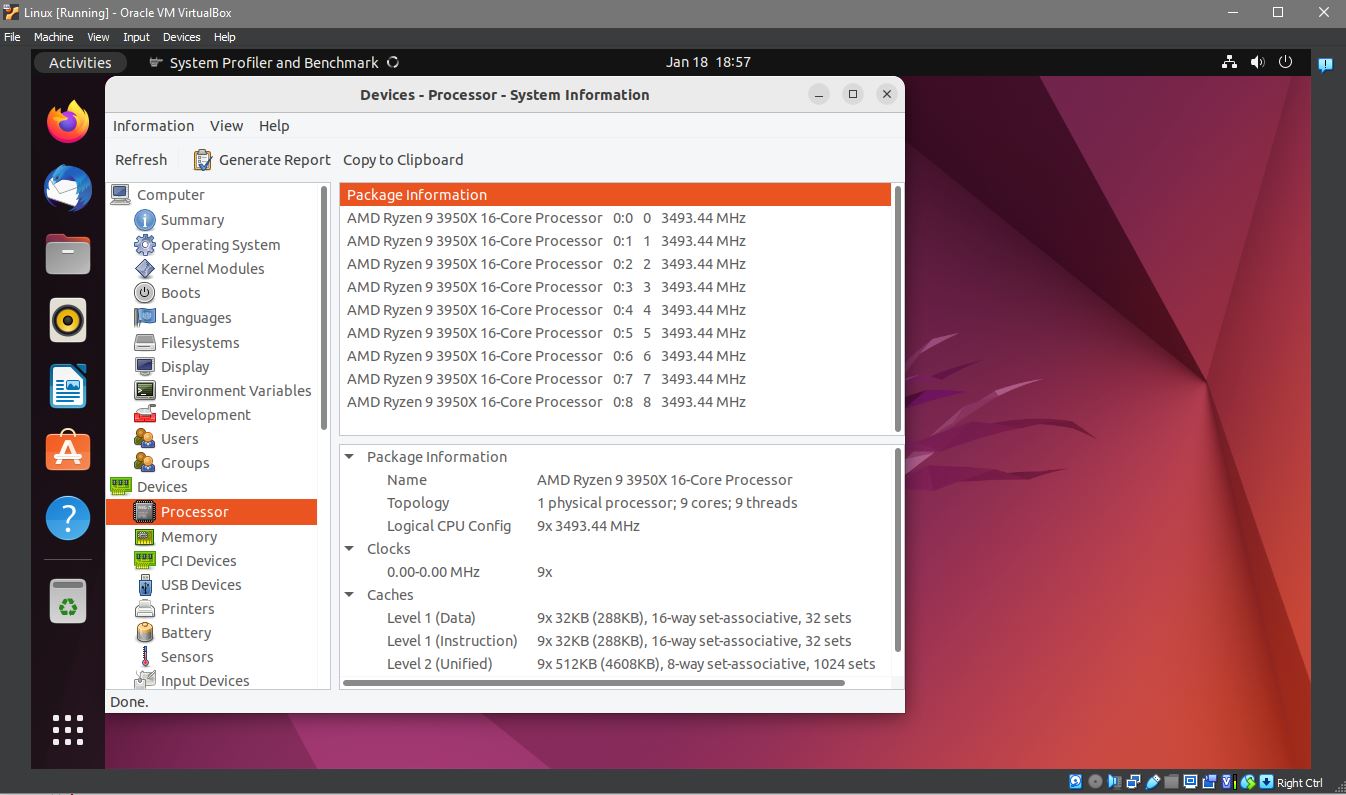 Linux [Running] - Oracle VM VirtualBox
File Machine View Input Devices Help
Activities System Profiler and Benchmark Jan 18 18:57
Devices - Processor - System Information
Information View Help
Refresh Generate Report Copy to Clipboard
Computer
Summary
Operating System
Kernel Modules
Boots
Languages
Filesystems
Display
Environment Variables
Development
Users
Groups
Devices
Processor
Memory
PCI Devices
USB Devices
Printers
Battery
Sensors
Input Devices
Package Information
AMD Ryzen 9 3950X 16-Core Processor 0:0 0 3493.44 MHz
AMD Ryzen 9 3950X 16-Core Processor 0:1 1 3493.44 MHz
AMD Ryzen 9 3950X 16-Core Processor 0:2 2 3493.44 MHz
AMD Ryzen 9 3950X 16-Core Processor 0:3 3 3493.44 MHz
AMD Ryzen 9 3950X 16-Core Processor 0:4 4 3493.44 MHz
AMD Ryzen 9 3950X 16-Core Processor 0:5 5 3493.44 MHz
AMD Ryzen 9 3950X 16-Core Processor 0:6 6 3493.44 MHz
AMD Ryzen 9 3950X 16-Core Processor 0:7 7 3493.44 MHz
AMD Ryzen 9 3950X 16-Core Processor 0:8 8 3493.44 MHz
Package Information
Name AMD Ryzen 9 3950X 16-Core Processor
Topology 1 physical processor; 9 cores; 9 threads
Logical CPU Config 9x 3493.44 MHz
Clocks
0.00-0.00 MHz 9x
Caches
Level 1 (Data) 9x 32KB (288KB), 16-way set-associative, 32 sets
Level 1 (Instruction) 9x 32KB (288KB), 16-way set-associative, 32 sets
Level 2 (Unified) 9x 512KB (4608KB), 8-way set-associative, 1024 sets
Done.
Right Ctrl